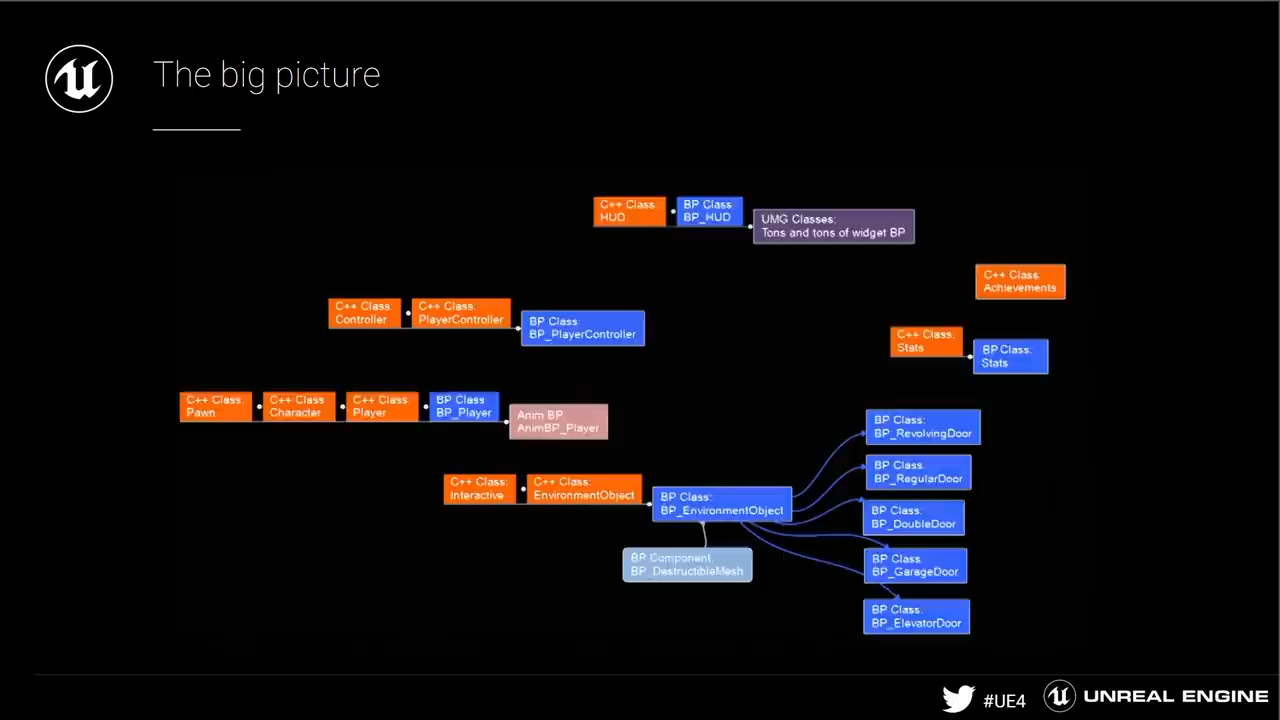 The big picture
C++ Class:
HUD
BP Class
BP_HUD
UMG Classes:
Tons and tons of widget BP
C++ Class:
Achievements
C++ Class:
Controller
C++ Class:
PlayerController
BP Class:
BP_PlayerController
C++ Class:
Stats
BP Class:
Stats
C++ Class:
Pawn
C++ Class
Character
C++ Class:
Player
BP Class
BP_Player
Anim BP
AnimBP_Player
BP Class:
BP_RevolvingDoor
BP Class:
BP_RegularDoor
C++ Class:
Interactive
C++ Class:
EnvironmentObject
BP Class:
BP_EnvironmentObject
BP Class:
BP_DoubleDoor
BP Component
BP_DestructibleMesh
BP Class:
BP_GarageDoor
BP Class:
BP_ElevatorDoor
#UE4
UNREAL ENGINE